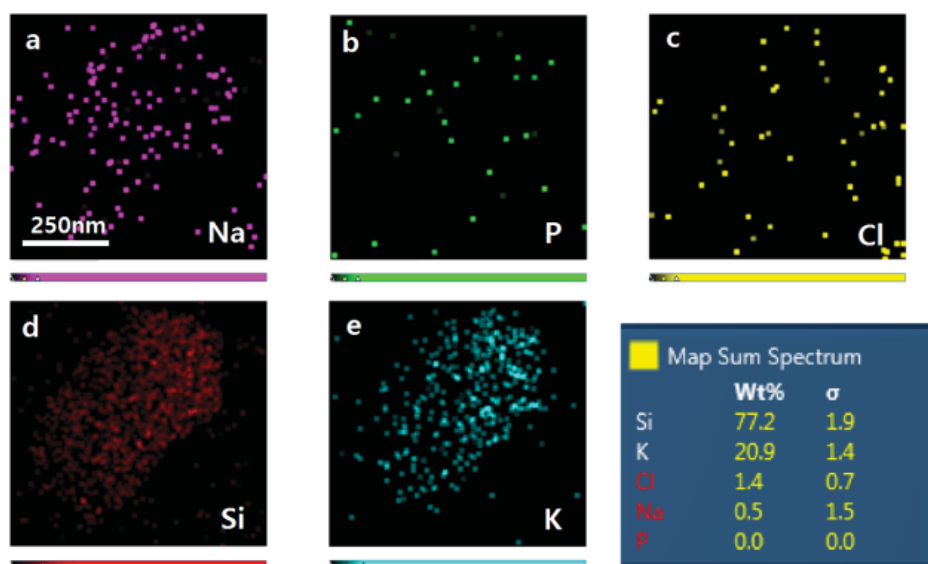 a
b
c
250nm
Na
P
Cl
d
e
Si
K
Map Sum Spectrum
Wt% σ
Si 77.2 1.9
K 20.9 1.4
Cl 1.4 0.7
Na 0.5 1.5
P 0.0 0.0